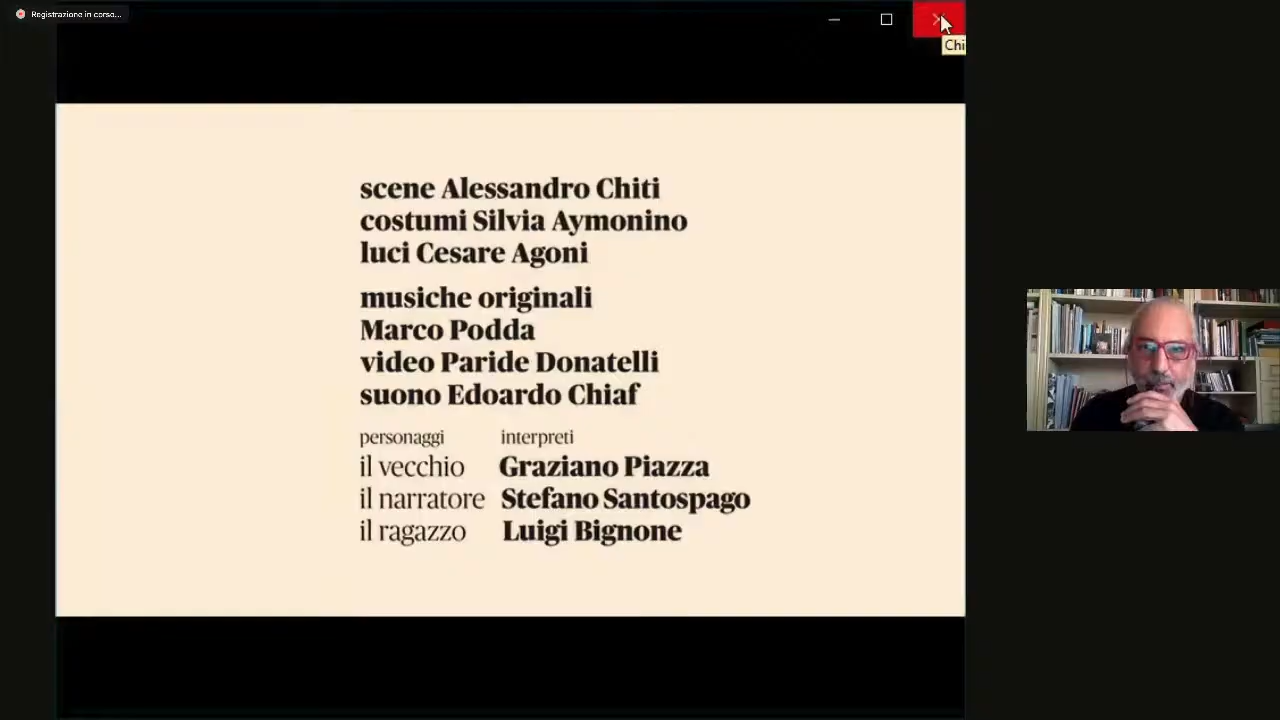 Registrazione in corso...
Chi
scene Alessandro Chiti
costumi Silvia Aymonino
luci Cesare Agoni
musiche originali
Marco Podda
video Paride Donatelli
suono Edoardo Chiaf
personaggi interpreti
il vecchio Graziano Piazza
il narratore Stefano Santospago
il ragazzo Luigi Bignone